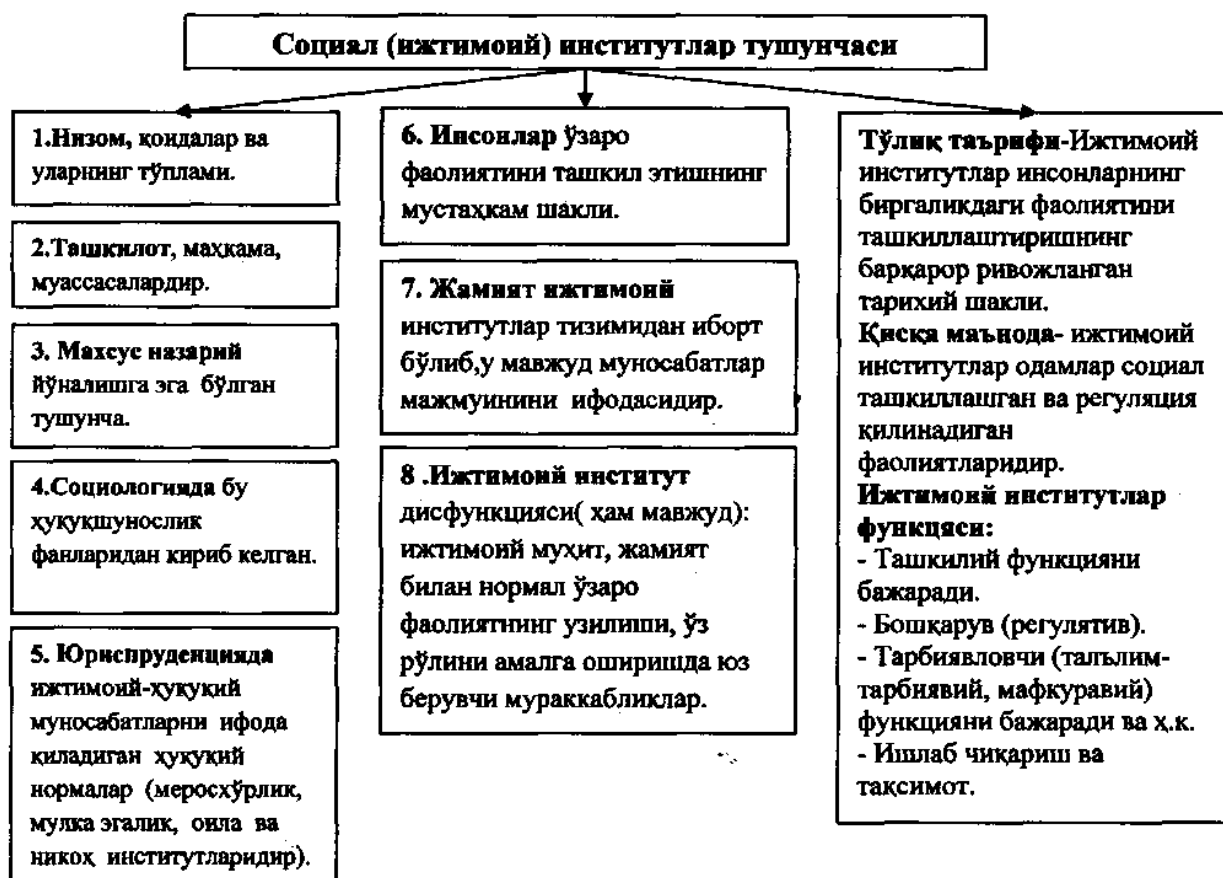 Социал (ижтимоий) институтлар тушунчаси
1.Низом, қоидалар ва
уларнинг тўплами.
2.Ташкилот, маҳкама,
муассасалардир.
3. Махсус назарий
йўналишга эга бўлган
тушунча.
4.Социологияда бу
ҳуқуқшунослик
фанларидан кириб келган.
5. Юриспруденцияда
ижтимоий-ҳуқуқий
муносабатларни ифода
қиладиган ҳуқуқий
нормалар (меросхўрлик,
мулка эгалик, оила ва
никоҳ институтларидир).
6. Инсонлар ўзаро
фаолиятини ташкил этишнинг
мустаҳкам шакли.
7. Жамият ижтимоий
институтлар тизимидан иборт
бўлиб,у мавжуд муносабатлар
мажмуинини ифодасидир.
8 .Ижтимоий институт
дисфункцияси( ҳам мавжуд):
ижтимоий муҳит, жамият
билан нормал ўзаро
фаолиятнинг узилиши, ўз
рўлини амалга оширишда юз
берувчи мураккабликлар.
Тўлиқ таърифи-Ижтимоий
институтлар инсонларнинг
биргаликдаги фаолиятини
ташкиллаштиришнинг
барқарор ривожланган
тарихий шакли.
Қисқа маънода- ижтимоий
институтлар одамлар социал
ташкиллашган ва регуляция
қилинадиган
фаолиятларидир.
Ижтимоий институтлар
функцяси:
- Ташкилий функцияни
бажаради.
- Бошқарув (регулятив).
- Тарбиявловчи (талълим-
тарбиявий, мафкуравий)
функцияни бажаради ва ҳ.к.
- Ишлаб чиқариш ва
тақсимот.